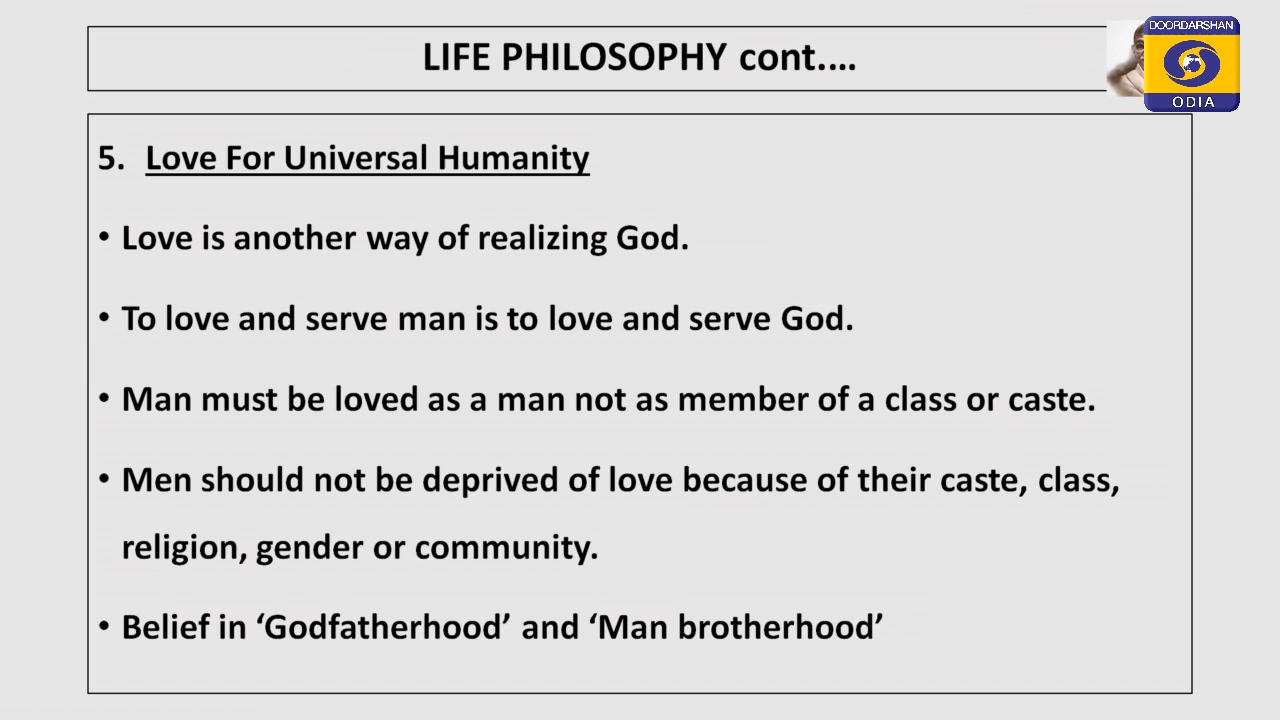 LIFE PHILOSOPHY cont....
DOORDARSHAN
ODIA
5. Love For Universal Humanity
• Love is another way of realizing God.
• To love and serve man is to love and serve God.
• Man must be loved as a man not as member of a class or caste.
• Men should not be deprived of love because of their caste, class,
religion, gender or community.
• Belief in ‘Godfatherhood’ and ‘Man brotherhood’